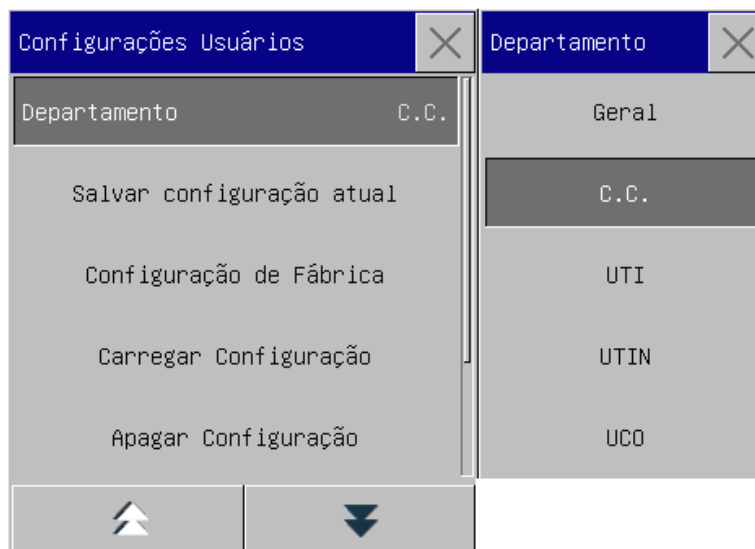 Configurações Usuários
Departamento C.C.
Salvar configuração atual
Configuração de Fábrica
Carregar Configuração
Apagar Configuração
Departamento
Geral
C.C.
UTI
UTIN
UCO